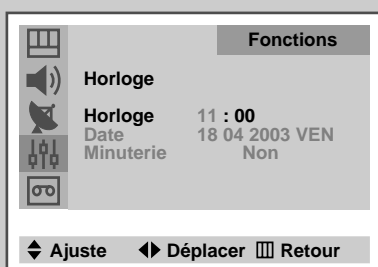 Fonctions
Horloge
Horloge 11 : 00
Date 18 04 2003 VEN
Minuterie Non
Ajuste Déplacer Retour